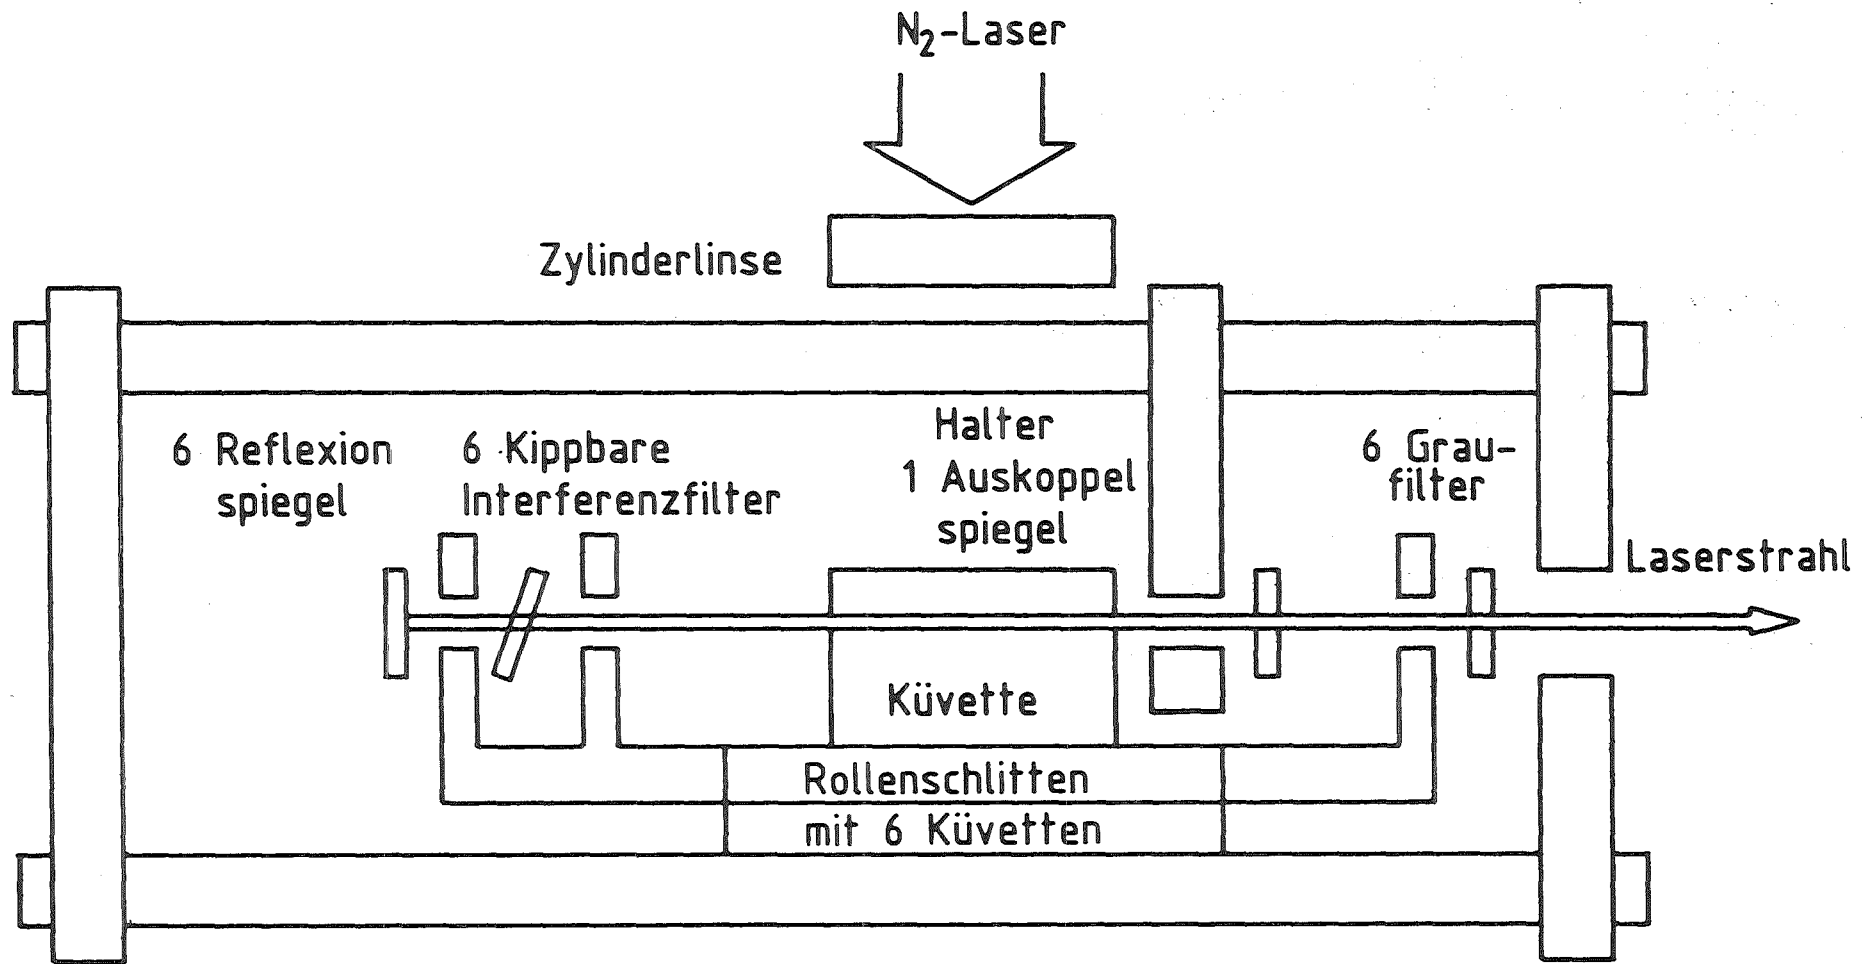 N₂-Laser
Zylinderlinse
6 Reflexion
spiegel
6 Kippbare
Interferenzfilter
Halter
1 Auskoppel
spiegel
6 Grau-
filter
Laserstrahl
Küvette
Rollenschlitten
mit 6 Küvetten